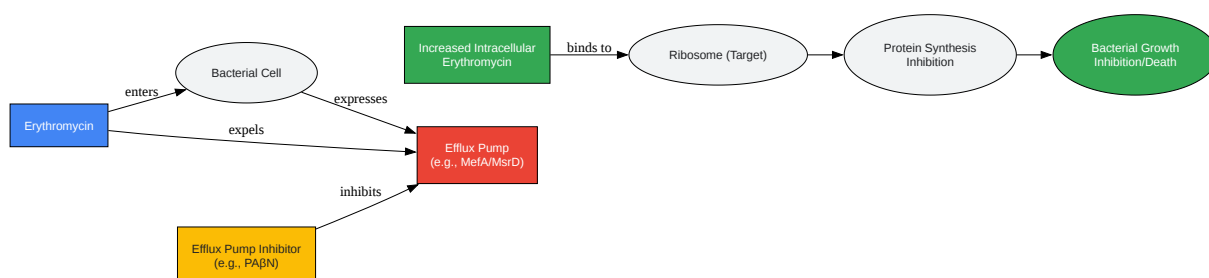 Increased Intracellular
Erythromycin
binds to
Ribosome (Target)
Protein Synthesis
Inhibition
Bacterial Growth
Inhibition/Death
Bacterial Cell
enters
expresses
Erythromycin
expels
Efflux Pump
(e.g., MefA/MsrD)
inhibits
Efflux Pump Inhibitor
(e.g., PAβN)